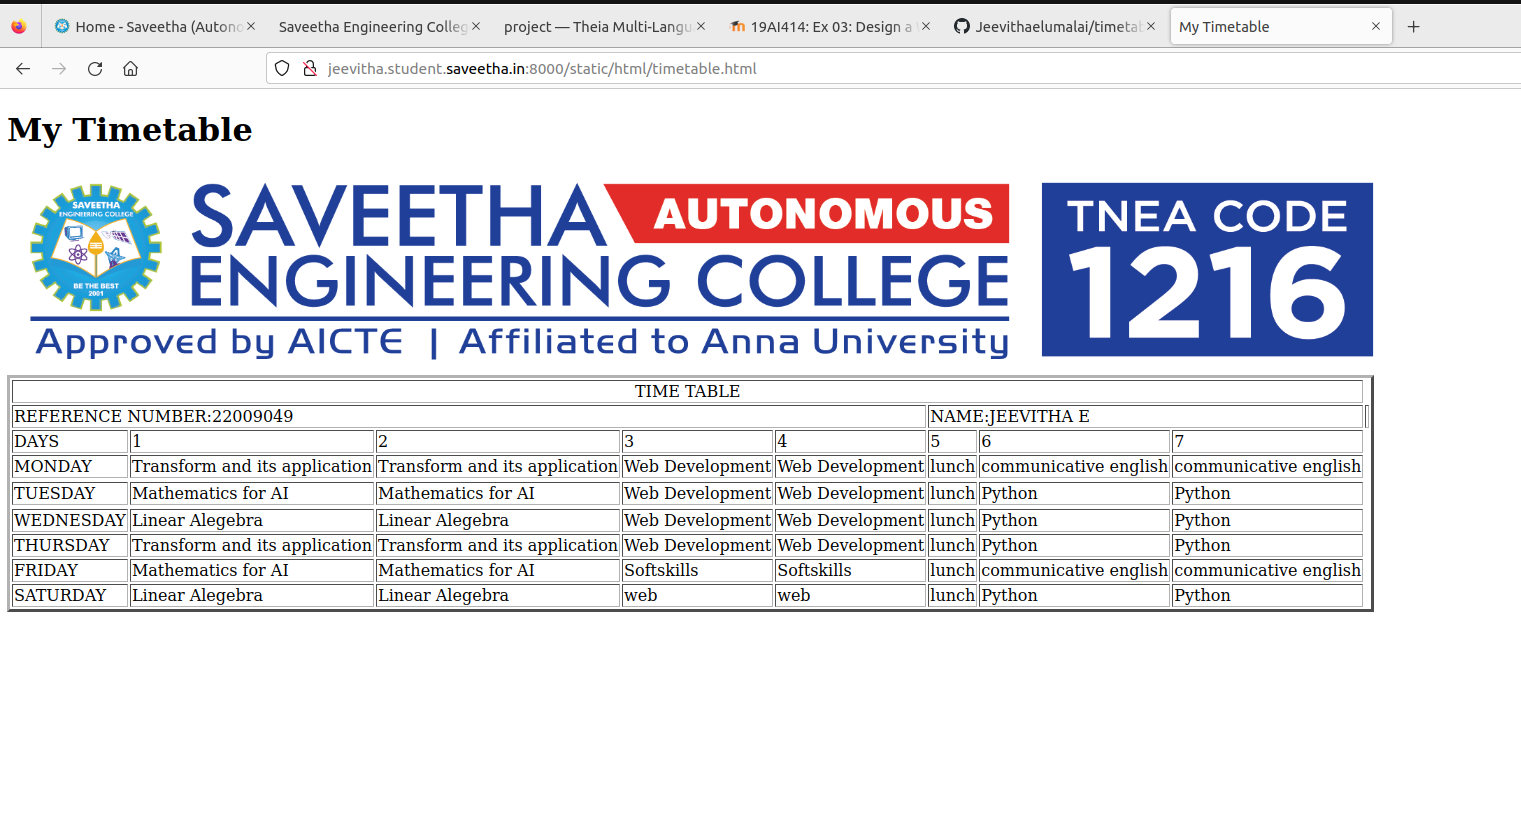 Home - Saveetha (Autono
Saveetha Engineering Colleg
project — Theia Multi-Langu
19AI414: Ex 03: Design a
Jeevithaelumalai/timetab
My Timetable
jeevitha.student.saveetha.in:8000/static/html/timetable.html
My Timetable
SAVEETHA
ENGINEERING COLLEGE
BE THE BEST
2001
SAVEETHA AUTONOMOUS
ENGINEERING COLLEGE
Approved by AICTE | Affiliated to Anna University
TNEA CODE
1216
TIME TABLE
REFERENCE NUMBER:22009049 NAME:JEEVITHA E
DAYS 1 2 3 4 5 6 7
MONDAY Transform and its application Transform and its application Web Development Web Development lunch communicative english communicative english
TUESDAY Mathematics for AI Mathematics for AI Web Development Web Development lunch Python Python
WEDNESDAY Linear Alegebra Linear Alegebra Web Development Web Development lunch Python Python
THURSDAY Transform and its application Transform and its application Web Development Web Development lunch Python Python
FRIDAY Mathematics for AI Mathematics for AI Softskills Softskills lunch communicative english communicative english
SATURDAY Linear Alegebra Linear Alegebra web web lunch Python Python